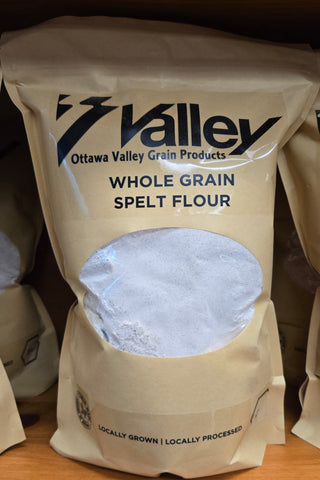 Valley
Ottawa Valley Grain Products
WHOLE GRAIN
SPELT FLOUR
LOCALLY GROWN | LOCALLY PROCESSED